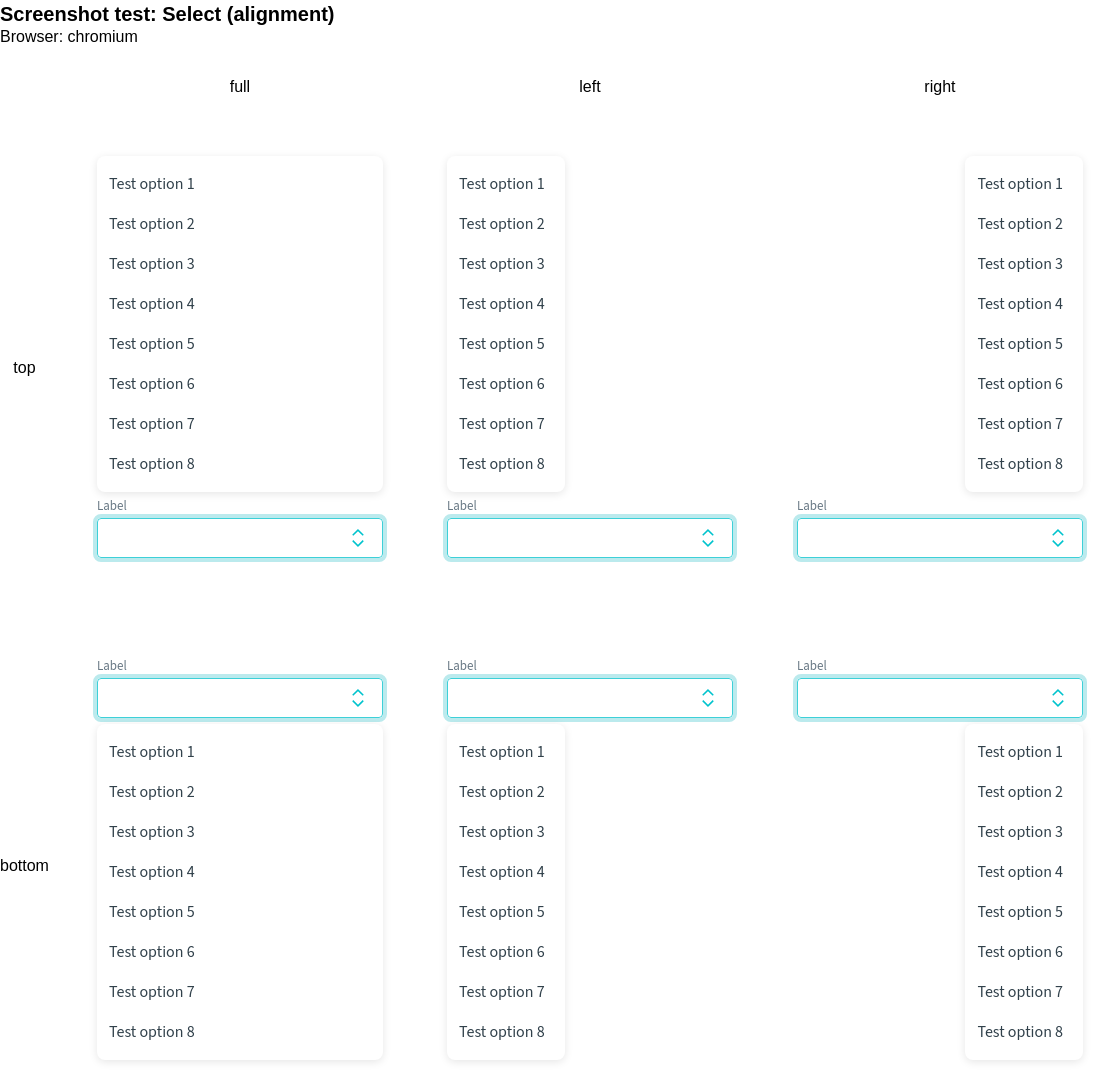 Screenshot test: Select (alignment)
Browser: chromium
full left right
Test option 1 Test option 1 Test option 1
Test option 2 Test option 2 Test option 2
Test option 3 Test option 3 Test option 3
Test option 4 Test option 4 Test option 4
Test option 5 Test option 5 Test option 5
top
Test option 6 Test option 6 Test option 6
Test option 7 Test option 7 Test option 7
Test option 8 Test option 8 Test option 8
Label Label Label
Label Label Label
Test option 1 Test option 1 Test option 1
Test option 2 Test option 2 Test option 2
Test option 3 Test option 3 Test option 3
bottom
Test option 4 Test option 4 Test option 4
Test option 5 Test option 5 Test option 5
Test option 6 Test option 6 Test option 6
Test option 7 Test option 7 Test option 7
Test option 8 Test option 8 Test option 8